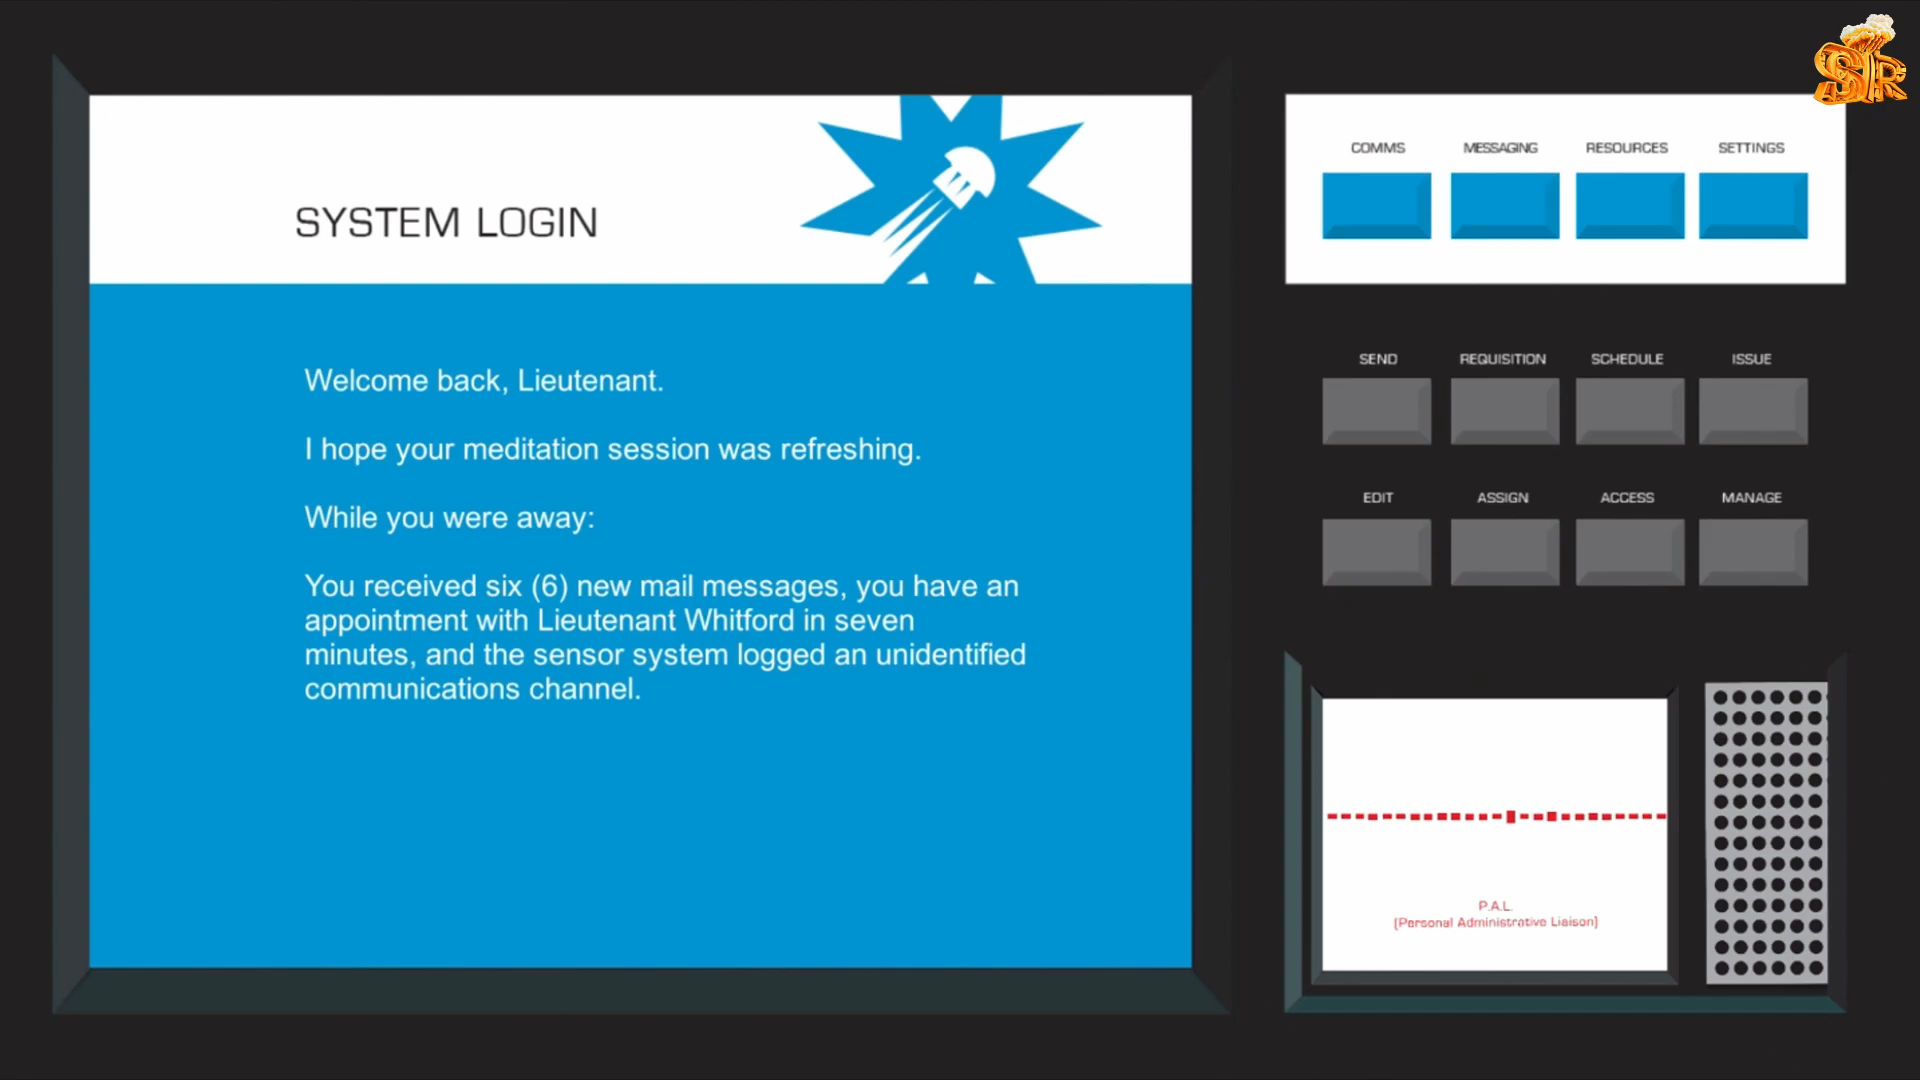 SYSTEM LOGIN
Welcome back, Lieutenant.
I hope your meditation session was refreshing.
While you were away:
You received six (6) new mail messages, you have an
appointment with Lieutenant Whitford in seven
minutes, and the sensor system logged an unidentified
communications channel.
SR
COMMS MESSAGING RESOURCES SETTINGS
SEND REQUISITION SCHEDULE ISSUE
EDIT ASSIGN ACCESS MANAGE
P.A.L.
(Personal Administrative Liaison)